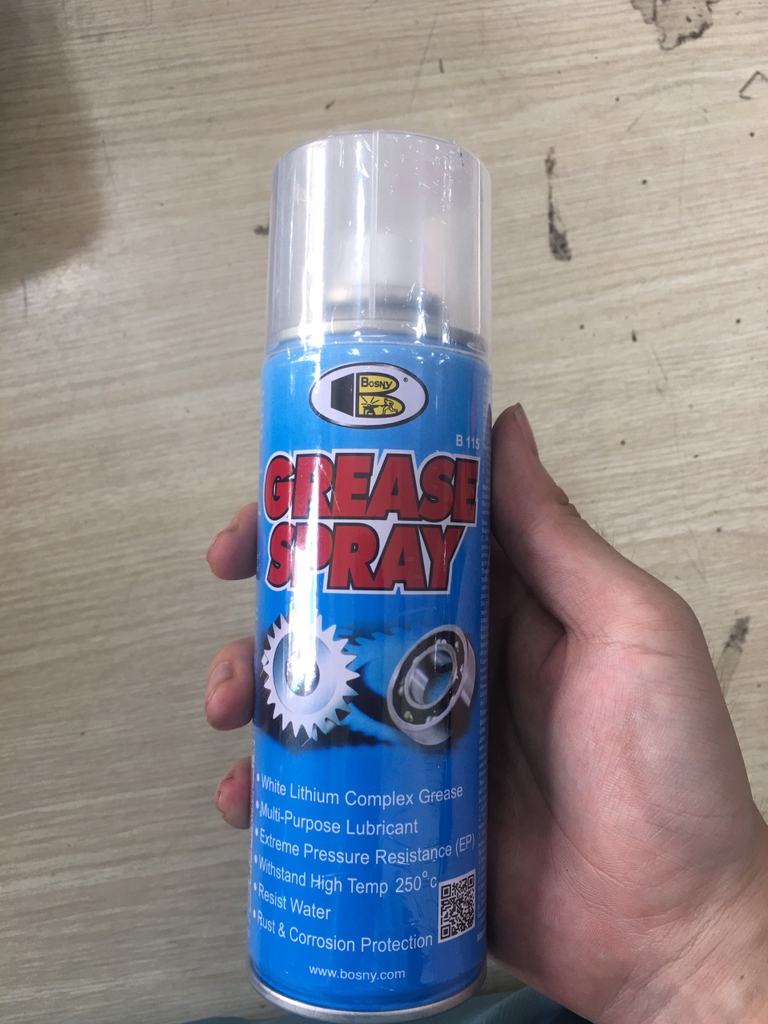 BOSNY
B 115
GREASE
SPRAY
• White Lithium Complex Grease
• Multi-Purpose Lubricant
• Extreme Pressure Resistance (EP)
• Withstand High Temp 250°c
• Resist Water
• Rust & Corrosion Protection
www.bosny.com